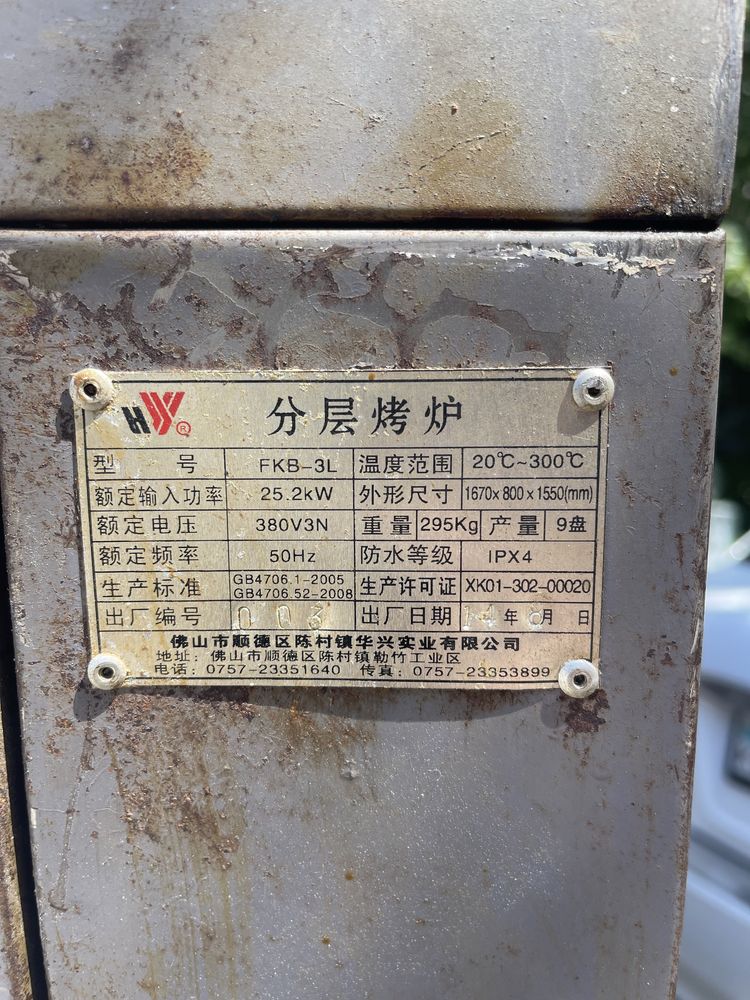 HW® 分层烤炉
型 号 FKB-3L 温度范围 20℃~300℃
额定输入功率 25.2kW 外形尺寸 1670x800x1550(mm)
额定电压 380V3N 重量 295Kg 产量 9盘
额定频率 50Hz 防水等级 IPX4
生产标准 GB4706.1-2005 GB4706.52-2008 生产许可证 XK01-302-00020
出厂编号 003 出厂日期 14年 月 日
佛山市顺德区陈村镇华兴实业有限公司
地址: 佛山市顺德区陈村镇勒竹工业区
电话: 0757-23351640 传真: 0757-23353899